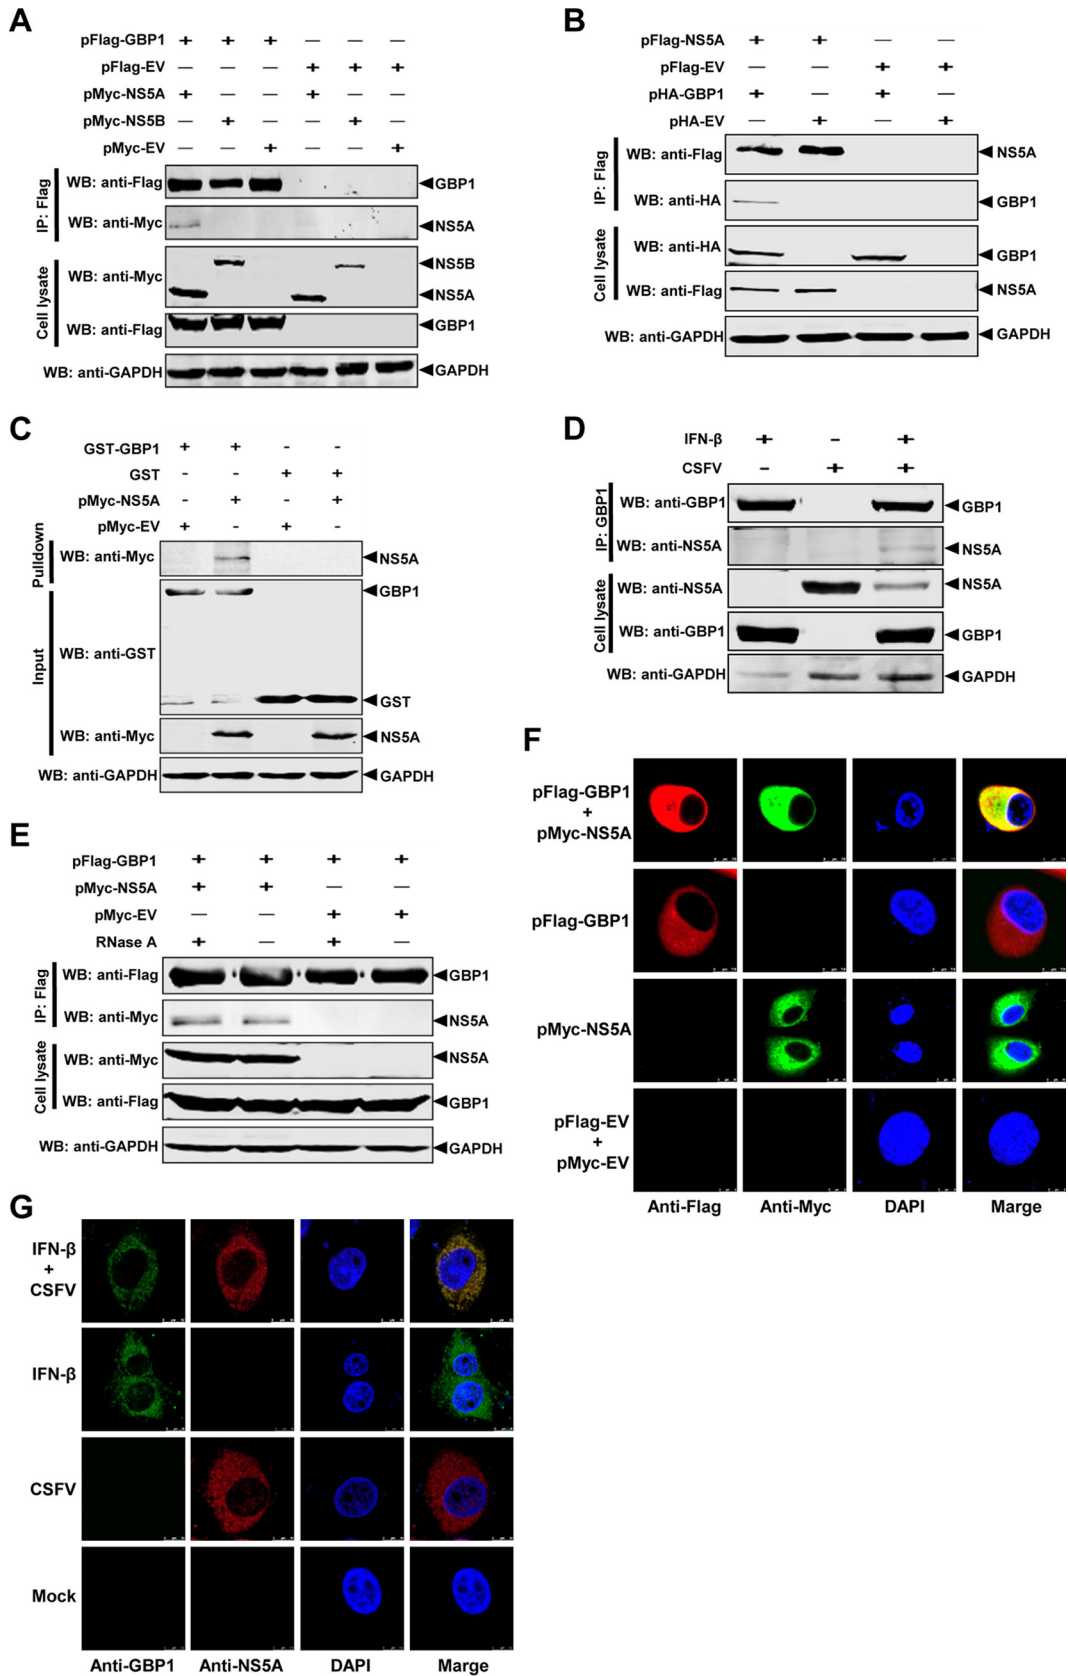 A
pFlag-GBP1 + + + — — —
pFlag-EV — — — + + +
pMyc-NS5A + — — + — —
pMyc-NS5B — + — — + —
pMyc-EV — — + — — +
IP: Flag
WB: anti-Flag GBP1
WB: anti-Myc NS5A
Cell lysate
WB: anti-Myc NS5B
NS5A
WB: anti-Flag GBP1
WB: anti-GAPDH GAPDH
B
pFlag-NS5A + + — —
pFlag-EV — — + +
pHA-GBP1 + — + —
pHA-EV — + — +
IP: Flag
WB: anti-Flag NS5A
WB: anti-HA GBP1
Cell lysate
WB: anti-HA GBP1
WB: anti-Flag NS5A
WB: anti-GAPDH GAPDH
C
GST-GBP1 + + - -
GST - - + +
pMyc-NS5A - + - +
pMyc-EV + - + -
Pulldown
WB: anti-Myc NS5A
Input
GBP1
WB: anti-GST
GST
WB: anti-Myc NS5A
WB: anti-GAPDH GAPDH
D
IFN-β + - +
CSFV - + +
IP: GBP1
WB: anti-GBP1 GBP1
WB: anti-NS5A NS5A
Cell lysate
WB: anti-NS5A NS5A
WB: anti-GBP1 GBP1
WB: anti-GAPDH GAPDH
E
pFlag-GBP1 + + + +
pMyc-NS5A + + — —
pMyc-EV — — + +
RNase A + — + —
IP: Flag
WB: anti-Flag GBP1
WB: anti-Myc NS5A
Cell lysate
WB: anti-Myc NS5A
WB: anti-Flag GBP1
WB: anti-GAPDH GAPDH
F
pFlag-GBP1
+
pMyc-NS5A
pFlag-GBP1
pMyc-NS5A
pFlag-EV
+
pMyc-EV
Anti-Flag Anti-Myc DAPI Marge
G
IFN-β
+
CSFV
IFN-β
CSFV
Mock
Anti-GBP1 Anti-NS5A DAPI Marge